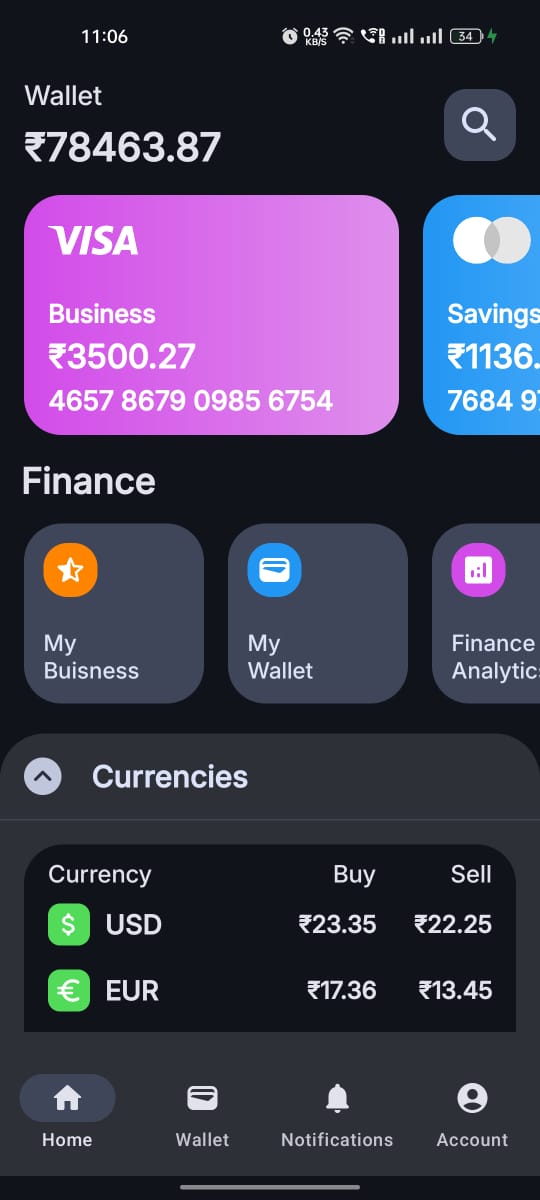 11:06
0.43
KB/S
34
Wallet
₹78463.87
VISA
Business
₹3500.27
4657 8679 0985 6754
Savings
₹1136.
7684 97
Finance
My
Buisness
My
Wallet
Finance
Analytics
Currencies
Currency Buy Sell
$ USD ₹23.35 ₹22.25
€ EUR ₹17.36 ₹13.45
Home Wallet Notifications Account